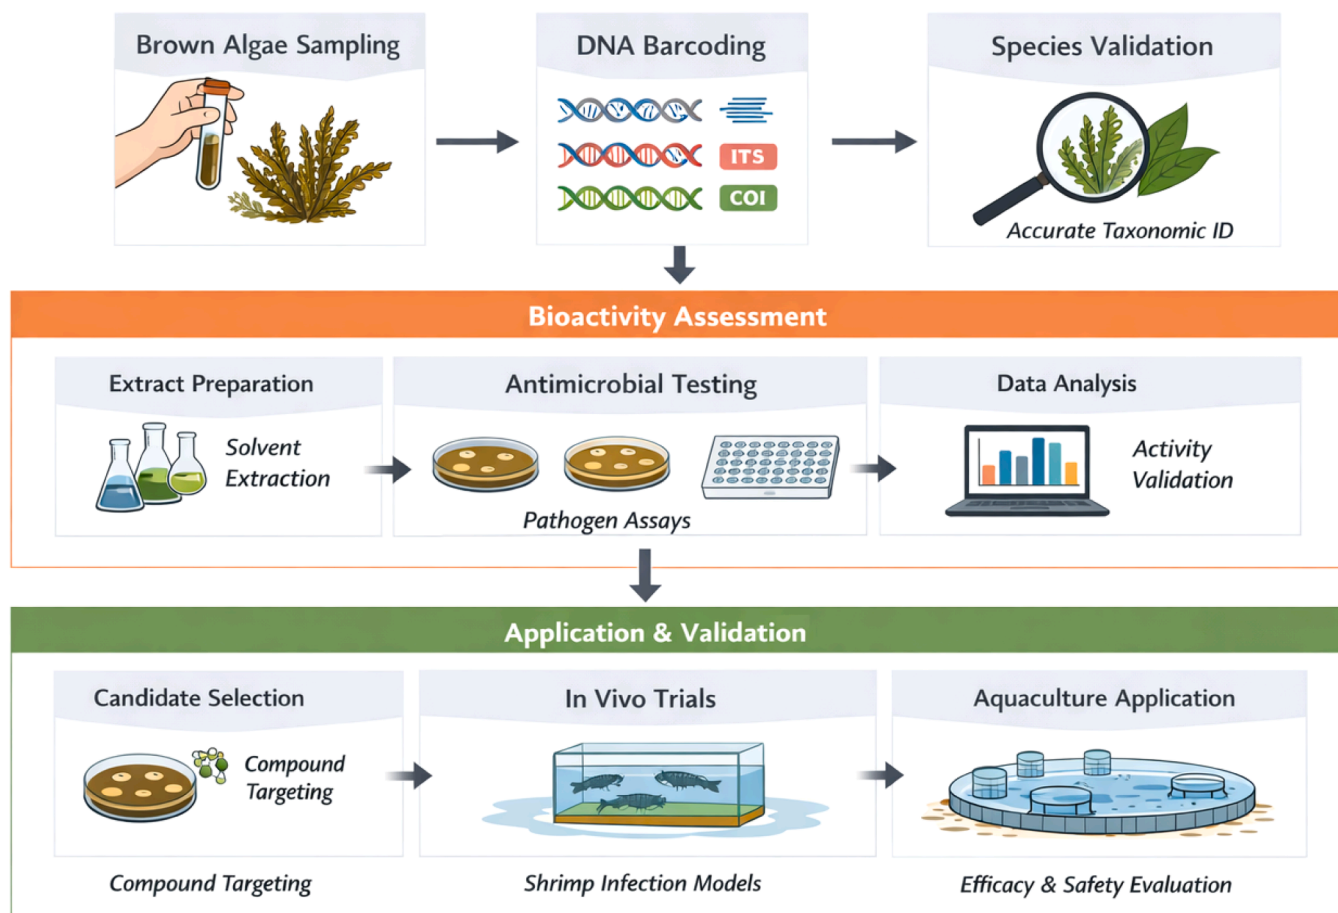 Brown Algae Sampling
DNA Barcoding
ITS
COI
Species Validation
Accurate Taxonomic ID
Bioactivity Assessment
Extract Preparation
Solvent
Extraction
Antimicrobial Testing
Pathogen Assays
Data Analysis
Activity
Validation
Application & Validation
Candidate Selection
Compound
Targeting
Compound Targeting
In Vivo Trials
Shrimp Infection Models
Aquaculture Application
Efficacy & Safety Evaluation